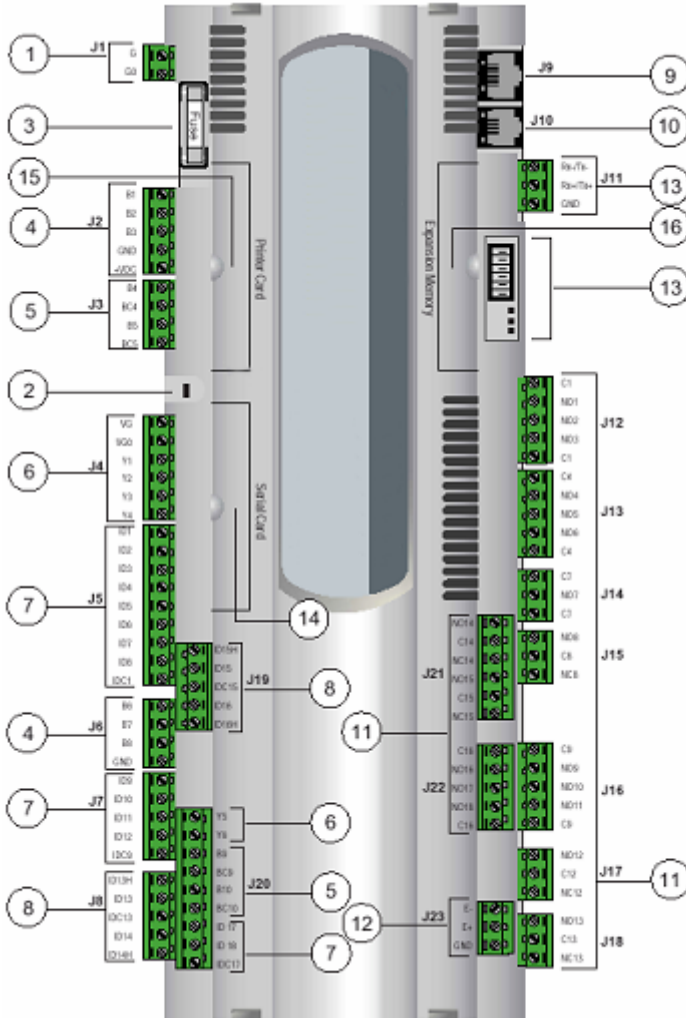 1
J1
G
G0
3
Fuse
15
4
J2
B1
B2
B3
GND
+VDC
5
J3
B4
BC4
B5
BC5
2
6
J4
VG
VG0
Y1
Y2
Y3
Y4
7
J5
ID1
ID2
ID3
ID4
ID5
ID6
ID7
ID8
IDC1
4
J6
B6
B7
B8
GND
7
J7
ID9
ID10
ID11
ID12
IDC9
8
J8
ID13H
ID13
IDC13
ID14
ID14H
Printer Card
Serial Card
14
J19
ID15H
ID15
IDC15
ID16
ID16H
8
Y5
Y6
6
J20
B9
BC9
B10
BC10
5
ID 17
ID 18
IDC17
7
Expansion Memory
J9
9
J10
10
J11
Rx-/Tx-
Rx+/Tx+
GND
13
16
13
C1
NO1
NO2
NO3
C1
J12
C4
NO4
NO5
NO6
C4
J13
C7
NO7
C7
J14
NO8
C8
NC8
J15
J21
NO14
C14
NC14
NO15
C15
NC15
11
J22
C16
NO16
NO17
NO18
C16
C9
NO9
NO10
NO11
C9
J16
NO12
C12
NC12
J17
11
NO13
C13
NC13
J18
12
J23
E-
E+
GND